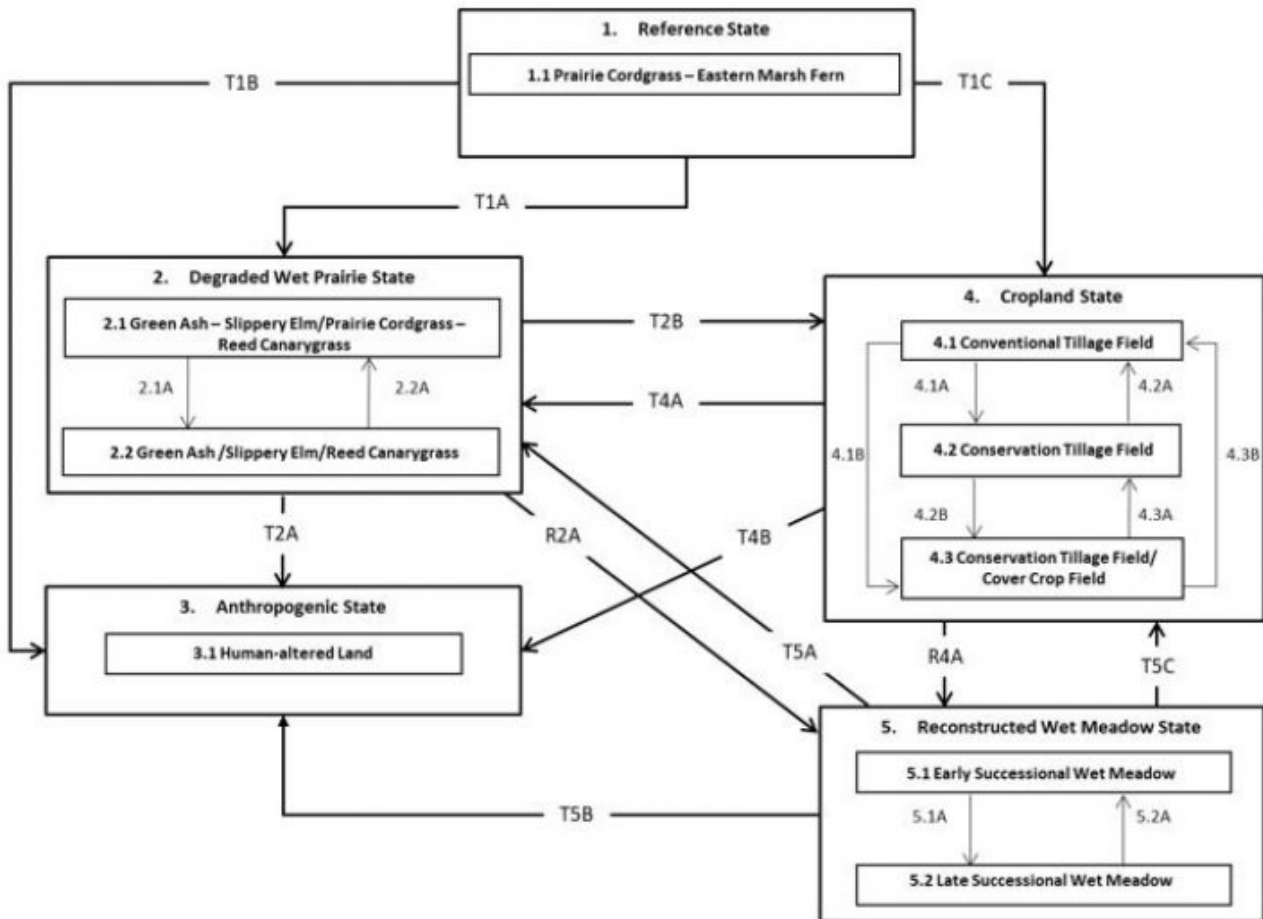 1. Reference State
1.1 Prairie Cordgrass – Eastern Marsh Fern
T1B
T1C
T1A
2. Degraded Wet Prairie State
2.1 Green Ash – Slippery Elm/Prairie Cordgrass –
Reed Canarygrass
2.1A
2.2A
2.2 Green Ash /Slippery Elm/Reed Canarygrass
T2B
T4A
4. Cropland State
4.1 Conventional Tillage Field
4.1A
4.2A
4.1B
4.2 Conservation Tillage Field
4.3B
4.2B
4.3A
4.3 Conservation Tillage Field/
Cover Crop Field
T2A
R2A
T4B
3. Anthropogenic State
3.1 Human-altered Land
T5A
R4A
T5C
5. Reconstructed Wet Meadow State
5.1 Early Successional Wet Meadow
5.1A
5.2A
5.2 Late Successional Wet Meadow
T5B